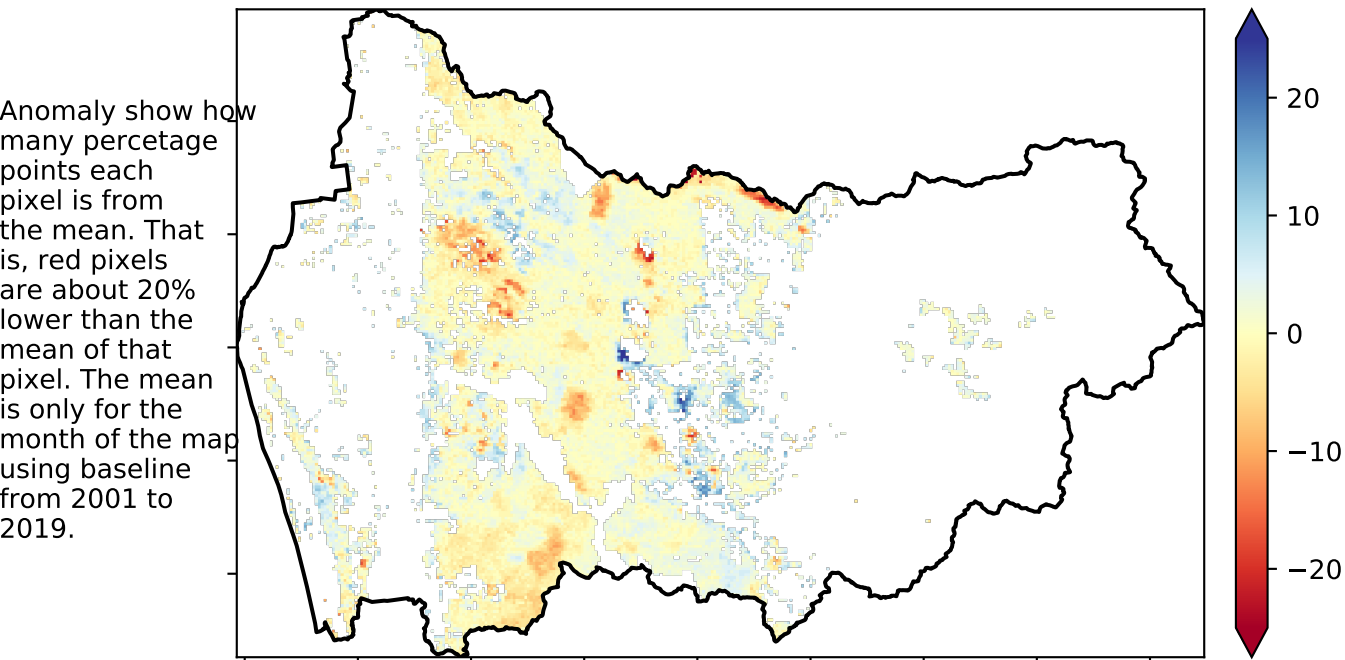 Anomaly show how
many percetage
points each
pixel is from
the mean. That
is, red pixels
are about 20%
lower than the
mean of that
pixel. The mean
is only for the
month of the map
using baseline
from 2001 to
2019.
20
10
0
−10
−20